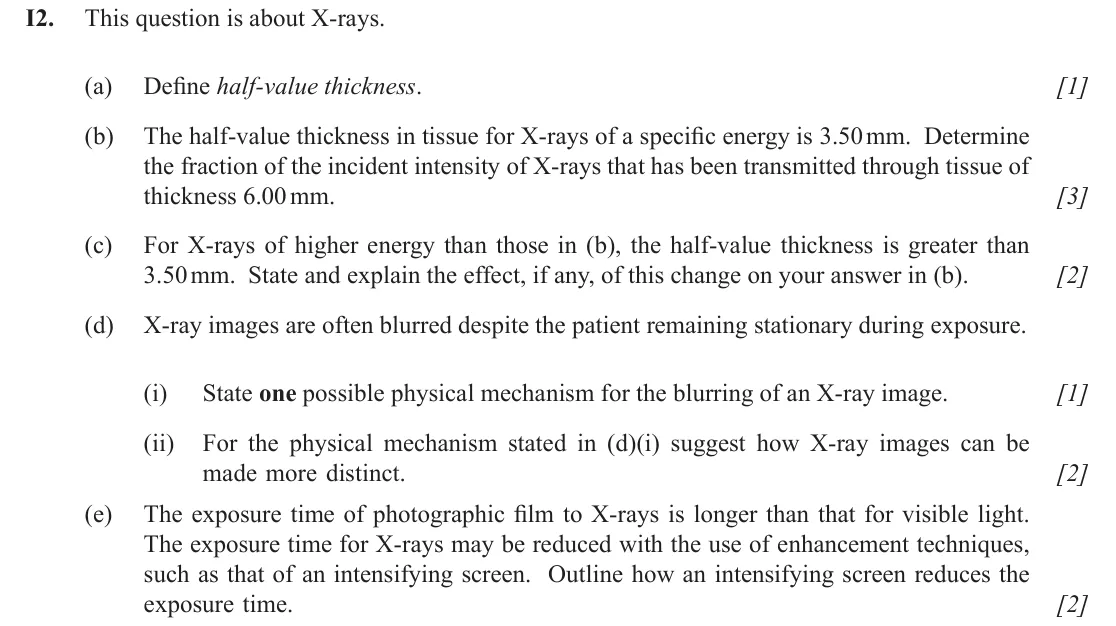 I2. This question is about X-rays.
(a) Define half-value thickness. [1]
(b) The half-value thickness in tissue for X-rays of a specific energy is 3.50 mm. Determine
the fraction of the incident intensity of X-rays that has been transmitted through tissue of
thickness 6.00 mm. [3]
(c) For X-rays of higher energy than those in (b), the half-value thickness is greater than
3.50 mm. State and explain the effect, if any, of this change on your answer in (b). [2]
(d) X-ray images are often blurred despite the patient remaining stationary during exposure.
(i) State one possible physical mechanism for the blurring of an X-ray image. [1]
(ii) For the physical mechanism stated in (d)(i) suggest how X-ray images can be
made more distinct. [2]
(e) The exposure time of photographic film to X-rays is longer than that for visible light.
The exposure time for X-rays may be reduced with the use of enhancement techniques,
such as that of an intensifying screen. Outline how an intensifying screen reduces the
exposure time. [2]